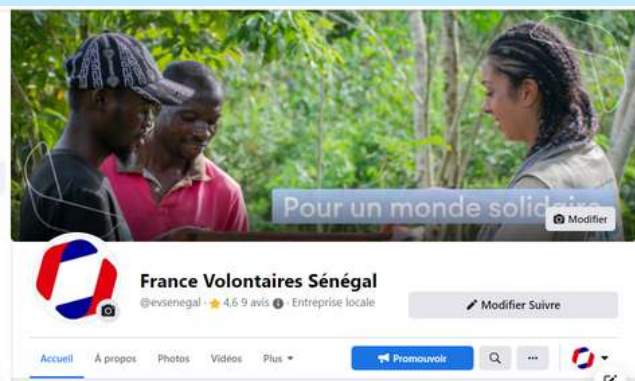 Pour un monde solidaire
Modifier
France Volontaires Sénégal
@evsenegal · 4,6 9 avis · Entreprise locale
Modifier Suivre
Accueil À propos Photos Vidéos Plus
Promouvoir